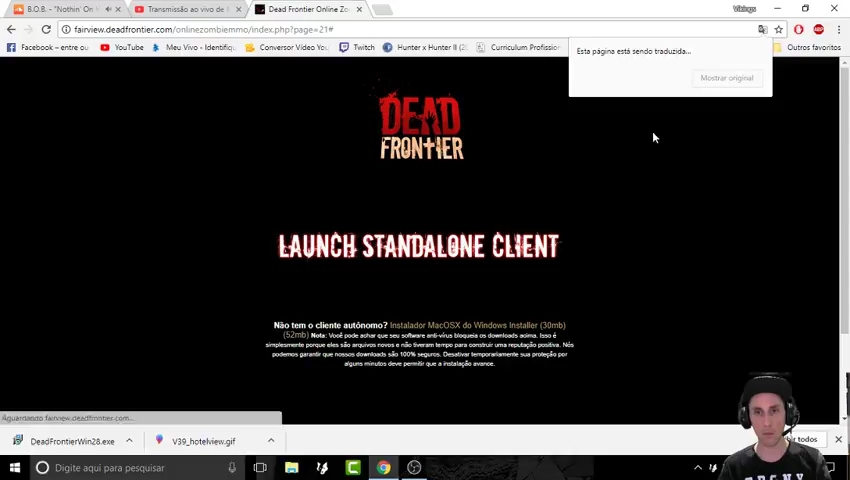 B.O.B. - "Nothin' On
Transmissão ao vivo de
Dead Frontier Online Zo
Vikings
fairview.deadfrontier.com/onlinezombiemmo/index.php?page=21#
Facebook – entre ou
YouTube
Meu Vivo - Identifiq
Conversor Vídeo You
Twitch
Hunter x Hunter II (20
Curriculum Profission
Outros favoritos
Esta página está sendo traduzida...
Mostrar original
DEAD
FRONTIER
LAUNCH STANDALONE CLIENT
Não tem o cliente autônomo? Instalador MacOSX do Windows Installer (30mb)
(52mb) Nota: Você pode achar que seu software anti-vírus bloqueia os downloads acima. Isso é
simplesmente porque eles são arquivos novos e não tiveram tempo para construir uma reputação positiva. Nós
podemos garantir que nossos downloads são 100% seguros. Desativar temporariamente sua proteção por
alguns minutos deve permitir que a instalação avance.
Aguardando fairview.deadfrontier.com...
DeadFrontierWin28.exe
V39_hotelview.gif
todos
Digite aqui para pesquisar